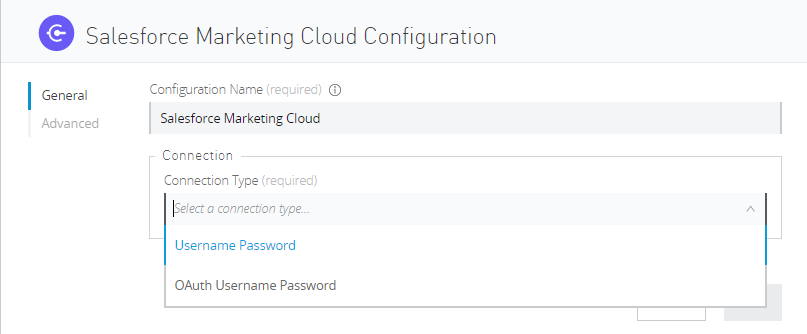 Salesforce Marketing Cloud Configuration
General
Advanced
Configuration Name (required)
Salesforce Marketing Cloud
Connection
Connection Type (required)
Select a connection type...
Username Password
OAuth Username Password